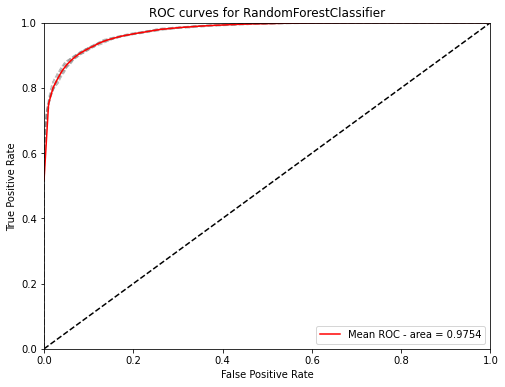 ROC curves for RandomForestClassifier
True Positive Rate
1.0
0.8
0.6
0.4
0.2
0.0
0.0 0.2 0.4 0.6 0.8 1.0
False Positive Rate
Mean ROC - area = 0.9754